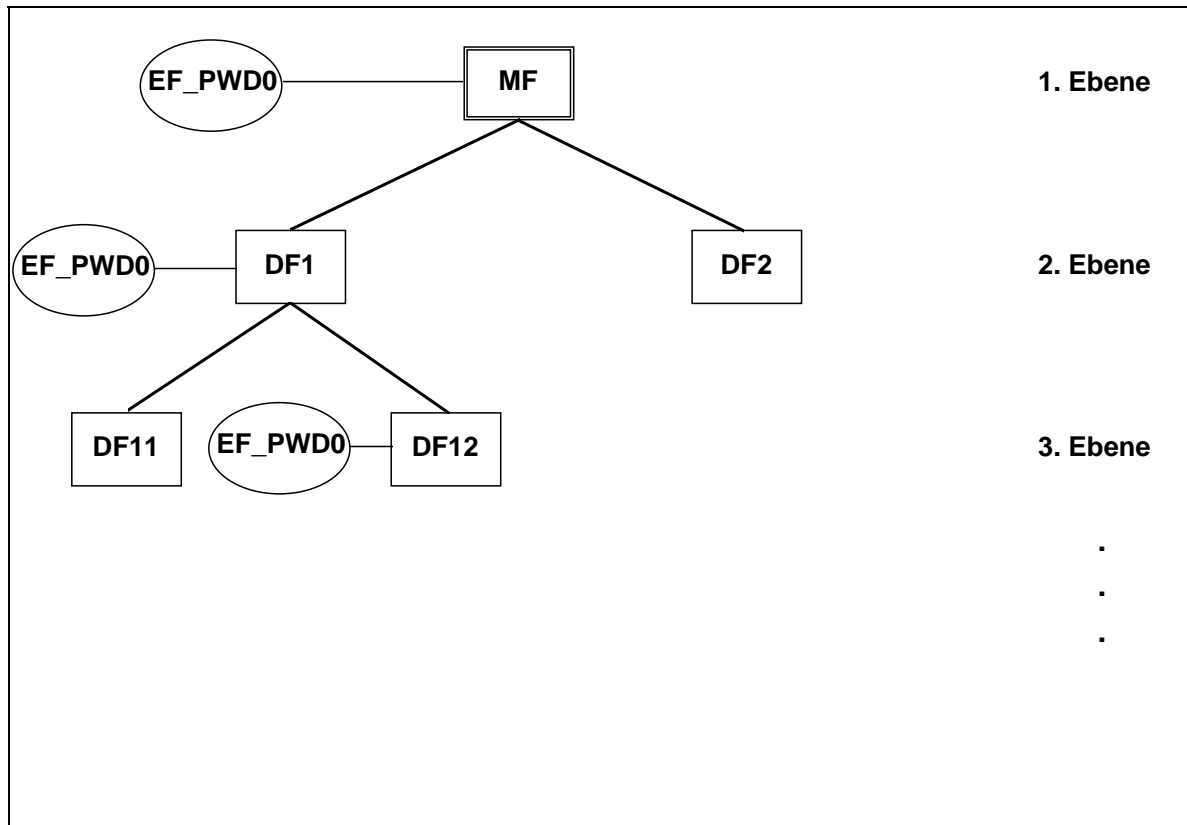 EF_PWD0
MF
1. Ebene
EF_PWD0
DF1
DF2
2. Ebene
DF11
EF_PWD0
DF12
3. Ebene
.
.
.